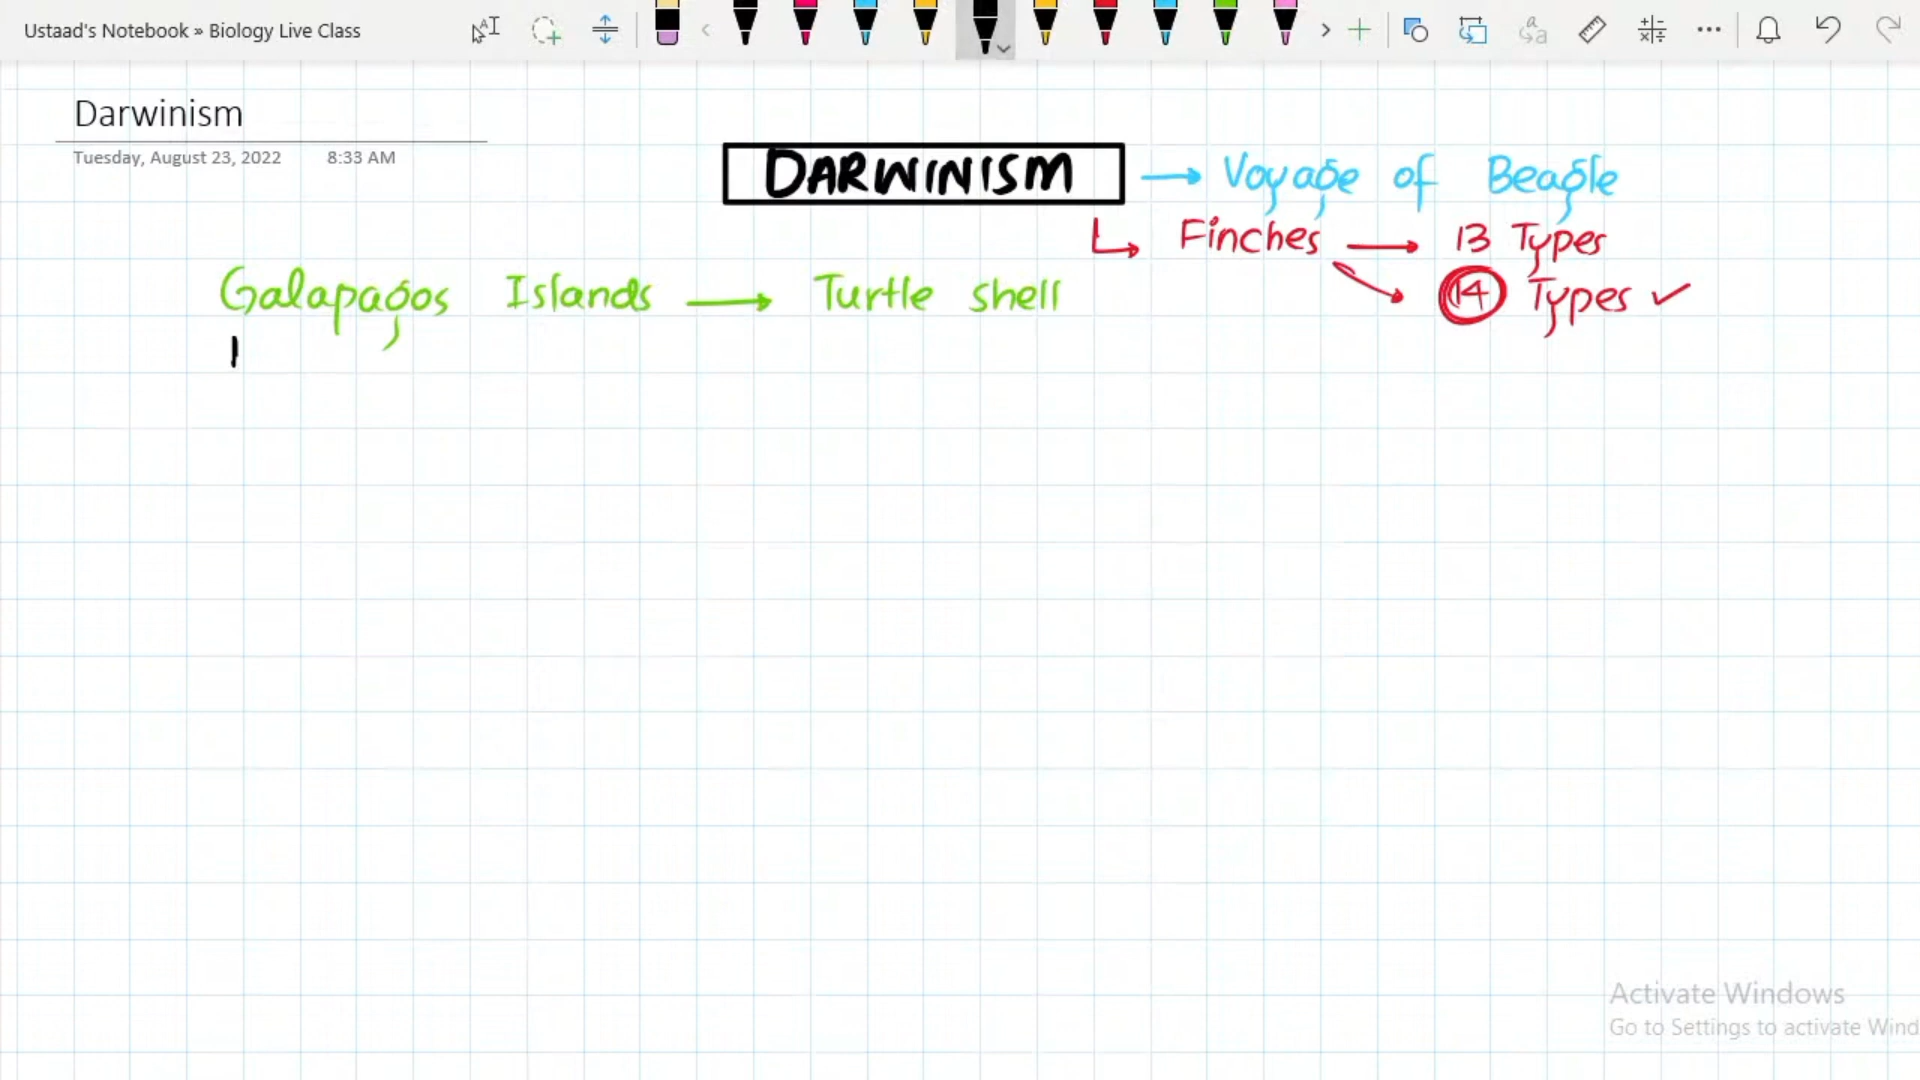 Ustaad's Notebook » Biology Live Class
Darwinism
Tuesday, August 23, 2022 8:33 AM
DARWINISM → Voyage of Beagle
↳ Finches → 13 Types
Galapagos Islands → Turtle shell
14 Types ✓
Activate Windows
Go to Settings to activate Wind